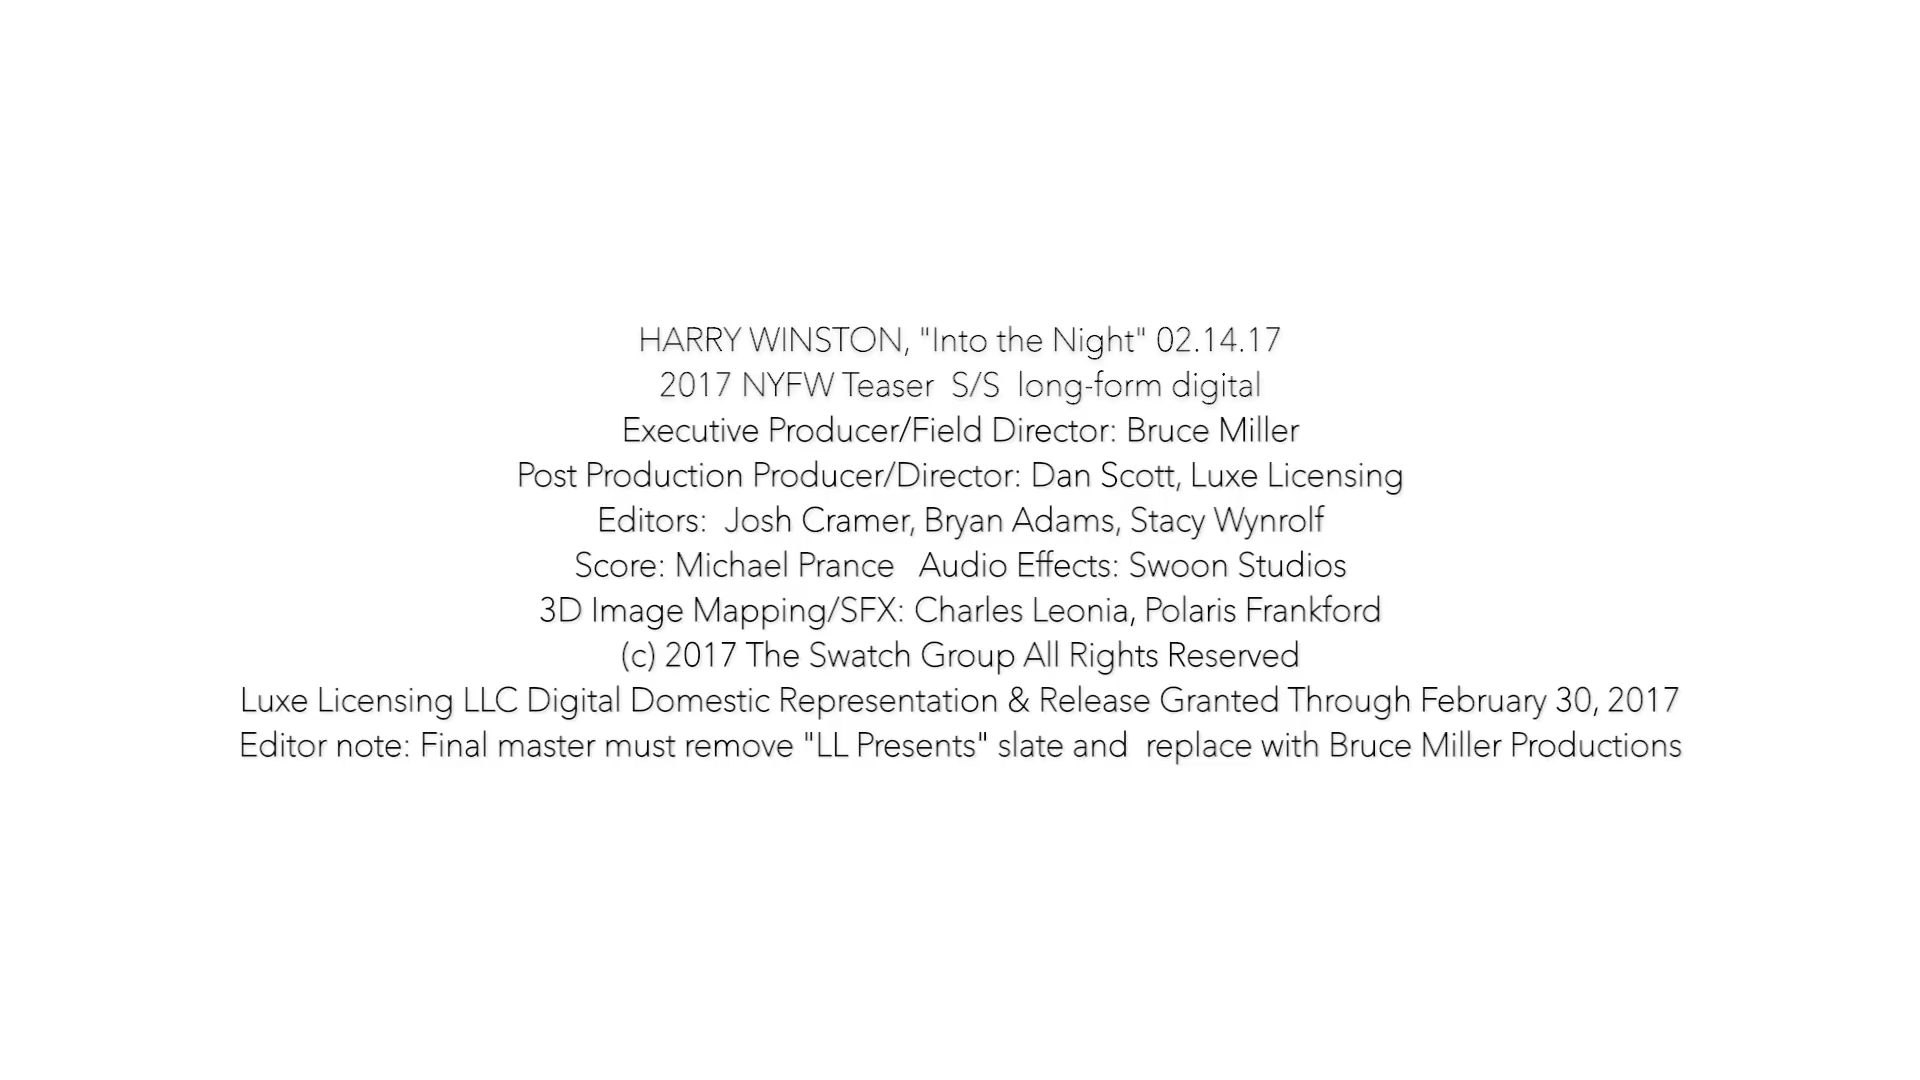 HARRY WINSTON, "Into the Night" 02.14.17
2017 NYFW Teaser  S/S  long-form digital
Executive Producer/Field Director: Bruce Miller
Post Production Producer/Director: Dan Scott, Luxe Licensing
Editors:  Josh Cramer, Bryan Adams, Stacy Wynrolf
Score: Michael Prance   Audio Effects: Swoon Studios
3D Image Mapping/SFX: Charles Leonia, Polaris Frankford
(c) 2017 The Swatch Group All Rights Reserved
Luxe Licensing LLC Digital Domestic Representation & Release Granted Through February 30, 2017
Editor note: Final master must remove "LL Presents" slate and  replace with Bruce Miller Productions